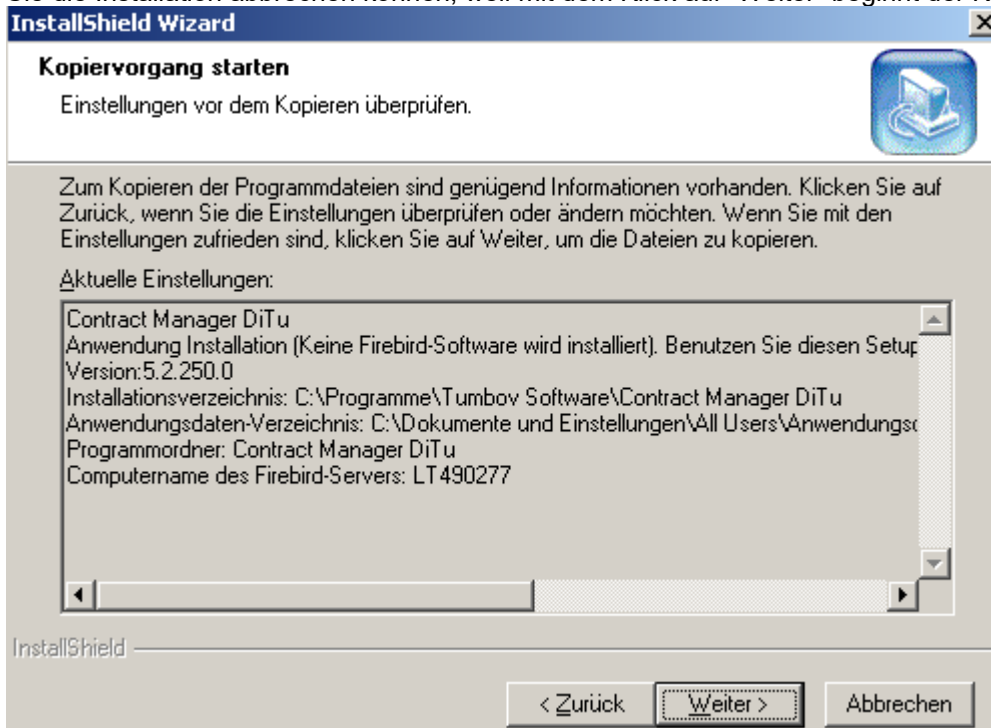 InstallShield Wizard
Kopiervorgang starten
Einstellungen vor dem Kopieren überprüfen.
Zum Kopieren der Programmdateien sind genügend Informationen vorhanden. Klicken Sie auf
Zurück, wenn Sie die Einstellungen überprüfen oder ändern möchten. Wenn Sie mit den
Einstellungen zufrieden sind, klicken Sie auf Weiter, um die Dateien zu kopieren.
Aktuelle Einstellungen:
Contract Manager DiTu
Anwendung Installation (Keine Firebird-Software wird installiert). Benutzen Sie diesen Setup
Version:5.2.250.0
Installationsverzeichnis: C:\Programme\Tumbov Software\Contract Manager DiTu
Anwendungsdaten-Verzeichnis: C:\Dokumente und Einstellungen\All Users\Anwendungsd
Programmordner: Contract Manager DiTu
Computername des Firebird-Servers: LT490277
InstallShield
< Zurück Weiter > Abbrechen